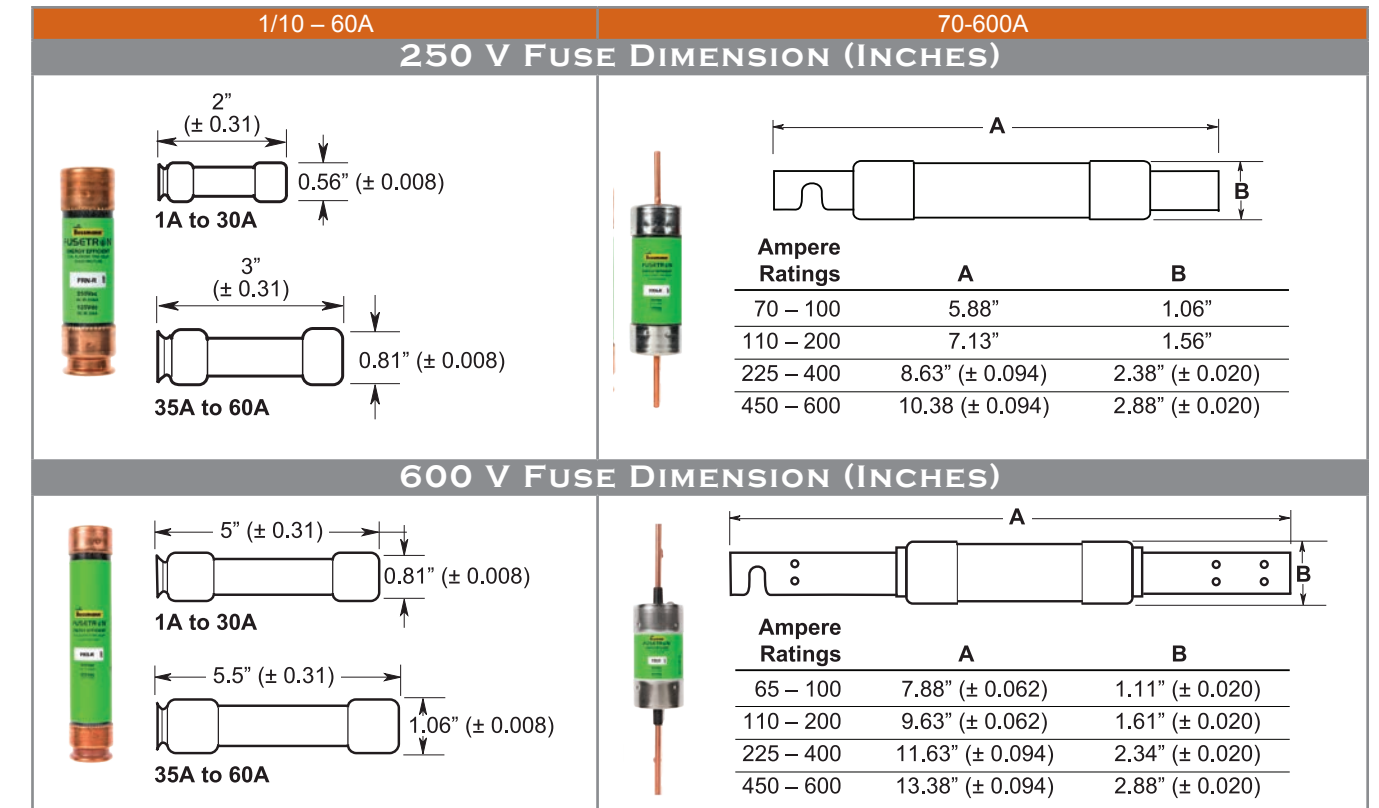 1/10 – 60A
70-600A
250 V Fuse Dimension (Inches)
2”
(± 0.31)
0.56” (± 0.008)
1A to 30A
3”
(± 0.31)
0.81” (± 0.008)
35A to 60A
FUSETRON
ENERGY EFFICIENT
FRN-R
A
B
Ampere
Ratings A B
70 – 100 5.88” 1.06”
110 – 200 7.13” 1.56”
225 – 400 8.63” (± 0.094) 2.38” (± 0.020)
450 – 600 10.38 (± 0.094) 2.88” (± 0.020)
600 V Fuse Dimension (Inches)
5” (± 0.31)
0.81” (± 0.008)
1A to 30A
5.5” (± 0.31)
1.06” (± 0.008)
35A to 60A
FUSETRON
A
B
Ampere
Ratings A B
65 – 100 7.88” (± 0.062) 1.11” (± 0.020)
110 – 200 9.63” (± 0.062) 1.61” (± 0.020)
225 – 400 11.63” (± 0.094) 2.34” (± 0.020)
450 – 600 13.38” (± 0.094) 2.88” (± 0.020)